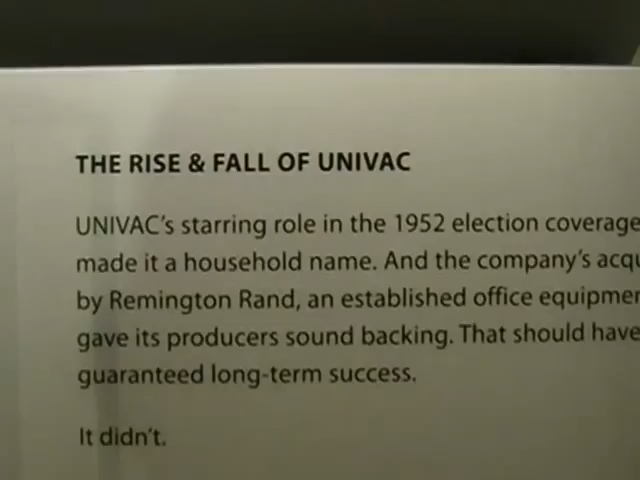 THE RISE & FALL OF UNIVAC
UNIVAC's starring role in the 1952 election coverage
made it a household name. And the company's acqu
by Remington Rand, an established office equipmer
gave its producers sound backing. That should have
guaranteed long-term success.
It didn't.